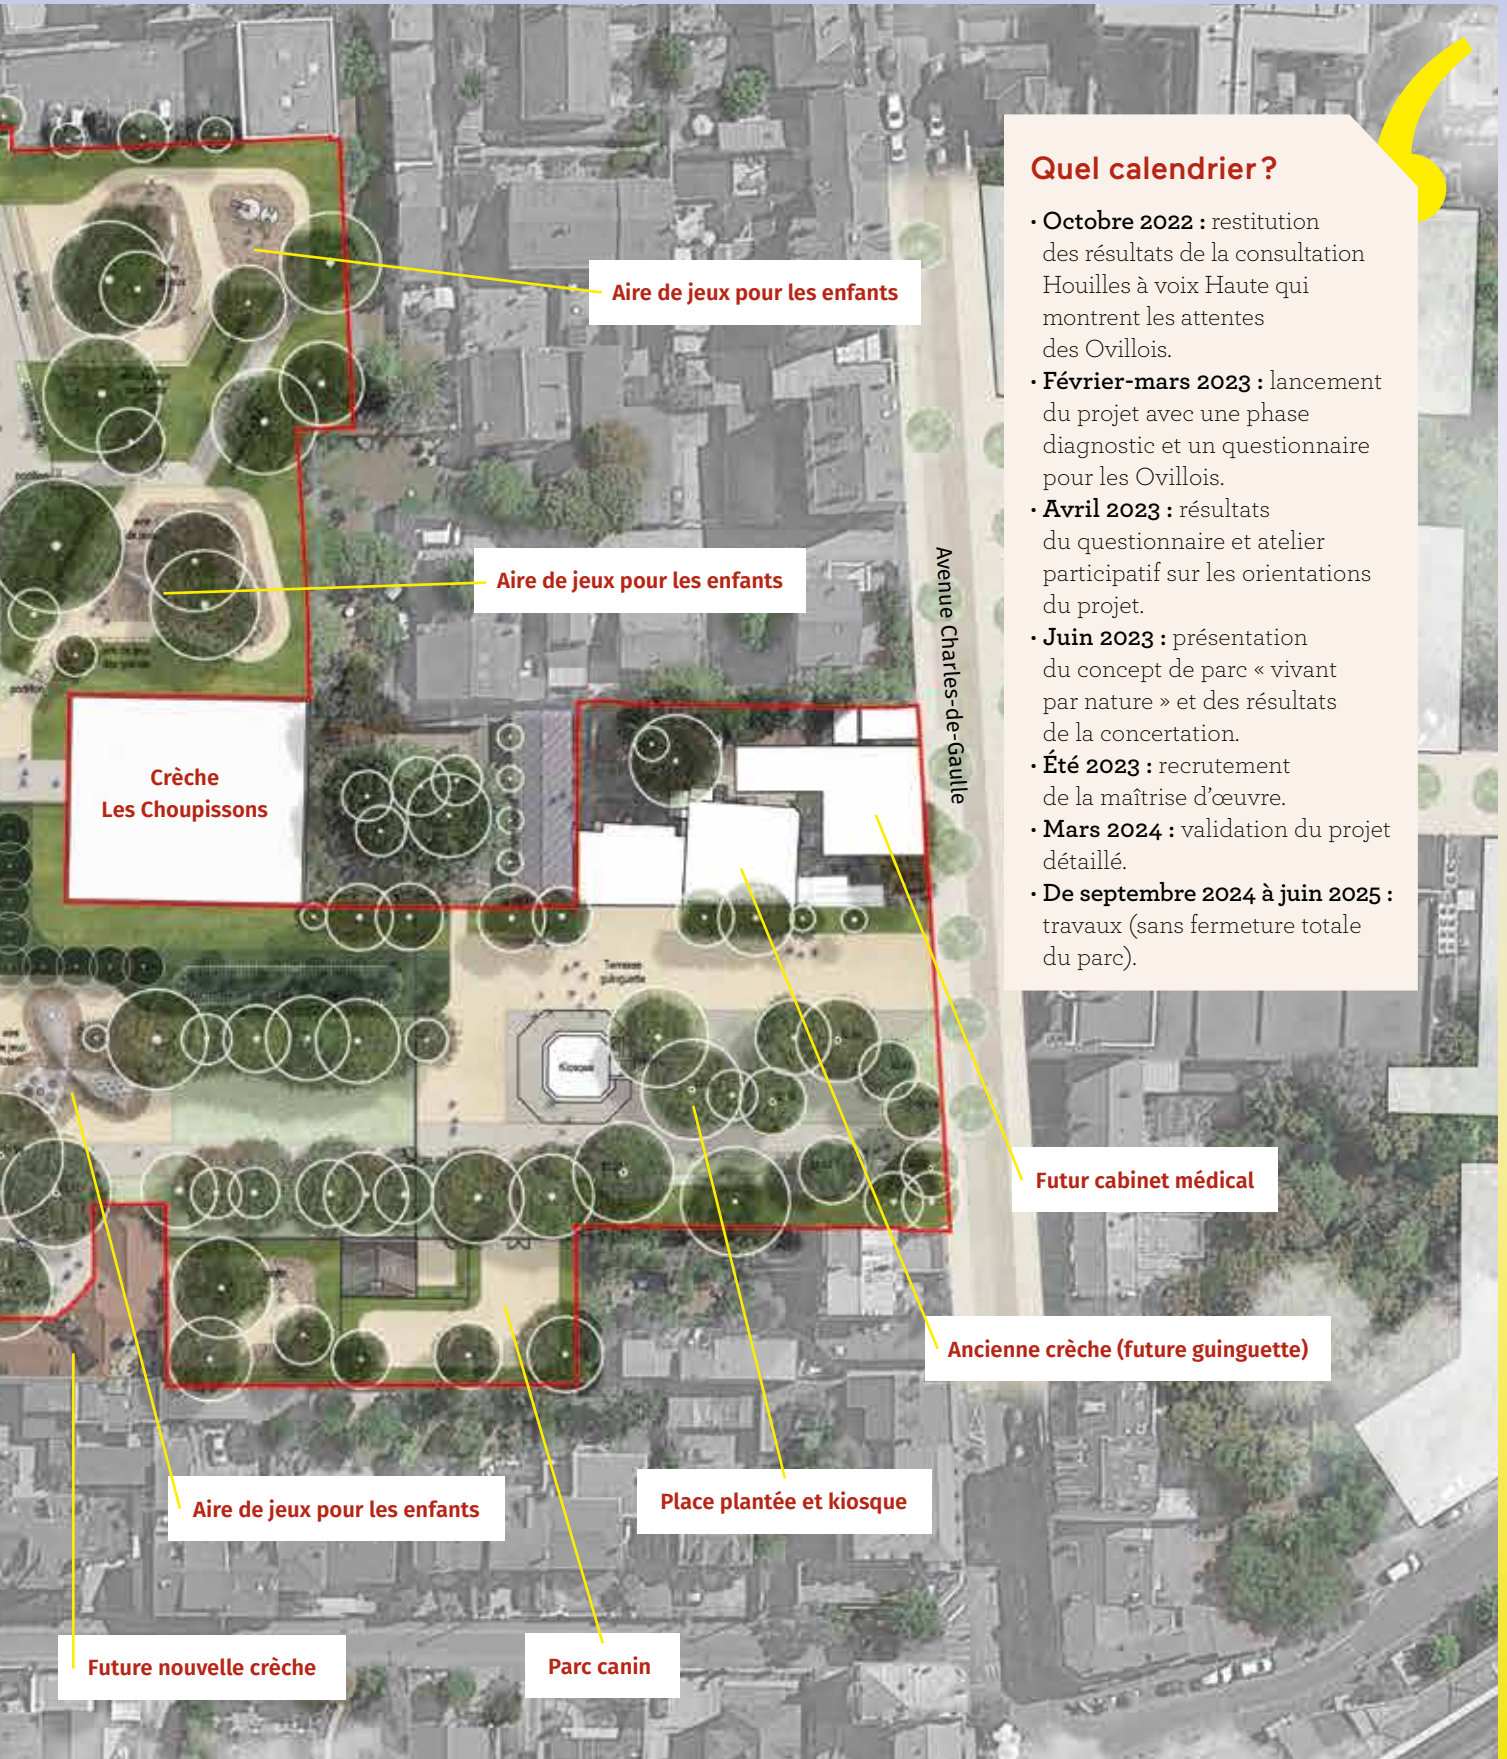 Quel calendrier ?
· Octobre 2022 : restitution
des résultats de la consultation
Houilles à voix Haute qui
montrent les attentes
des Ovillois.
· Février-mars 2023 : lancement
du projet avec une phase
diagnostic et un questionnaire
pour les Ovillois.
· Avril 2023 : résultats
du questionnaire et atelier
participatif sur les orientations
du projet.
· Juin 2023 : présentation
du concept de parc « vivant
par nature » et des résultats
de la concertation.
· Été 2023 : recrutement
de la maîtrise d'œuvre.
· Mars 2024 : validation du projet
détaillé.
· De septembre 2024 à juin 2025 :
travaux (sans fermeture totale
du parc).
Aire de jeux pour les enfants
Aire de jeux pour les enfants
Avenue Charles-de-Gaulle
Crèche
Les Choupissons
Terrasse
guinguette
Kiosque
Futur cabinet médical
Ancienne crèche (future guinguette)
Place plantée et kiosque
Aire de jeux pour les enfants
Parc canin
Future nouvelle crèche